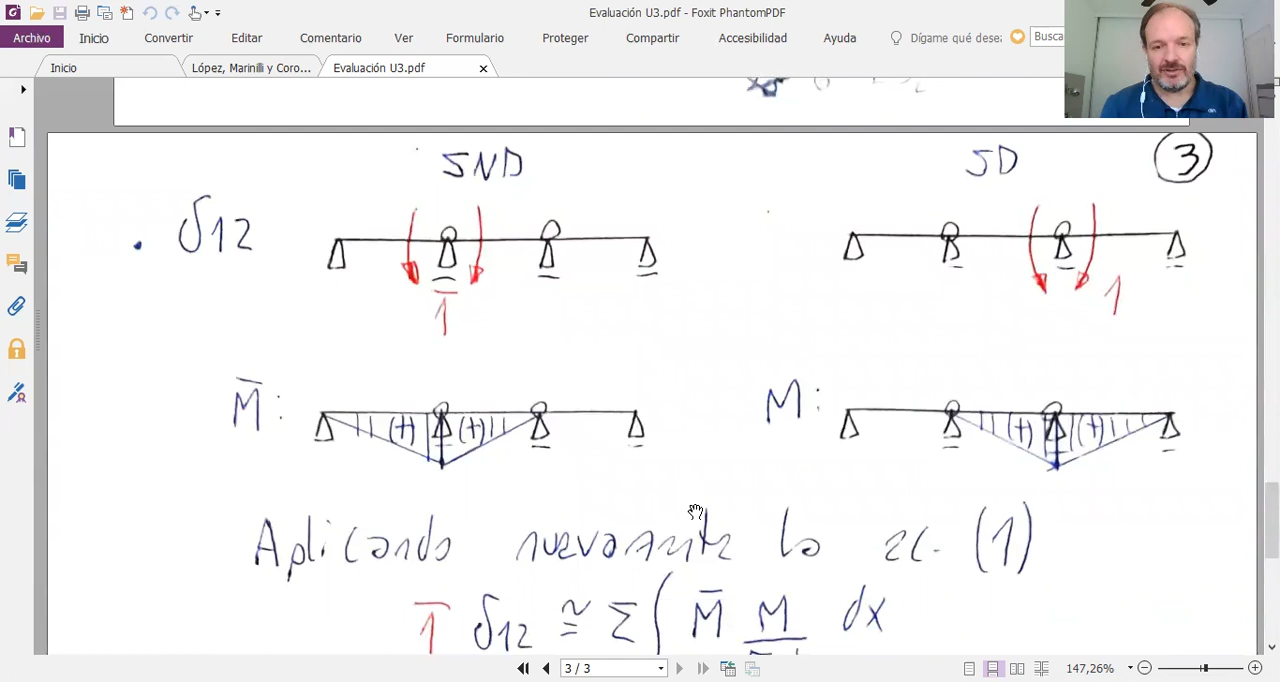 Evaluación U3.pdf - Foxit PhantomPDF
Archivo Inicio Convertir Editar Comentario Ver Formulario Proteger Compartir Accesibilidad Ayuda Dígame qué dese: Busca
Inicio López, Marinilli y Coro... Evaluación U3.pdf
SND SD 3
δ12
1̅ 1
M̅: (+) (+) M: (+) (+)
Aplicando nuevamente la ec. (1)
1̅ δ12 ≅ Σ ∫ M̅ M dx
3 / 3 147,26%